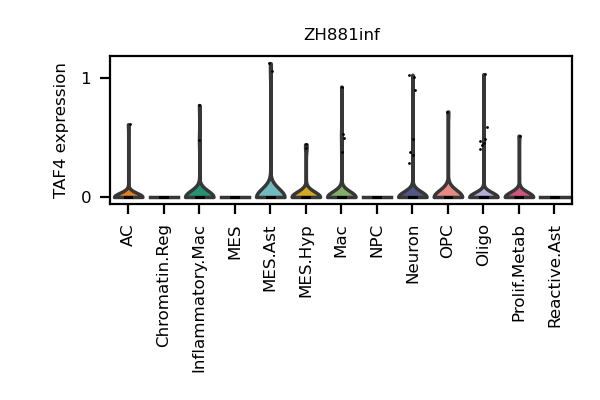 ZH881inf
TAF4 expression
1
0
AC
Chromatin.Reg
Inflammatory.Mac
MES
MES.Ast
MES.Hyp
Mac
NPC
Neuron
OPC
Oligo
Prolif.Metab
Reactive.Ast